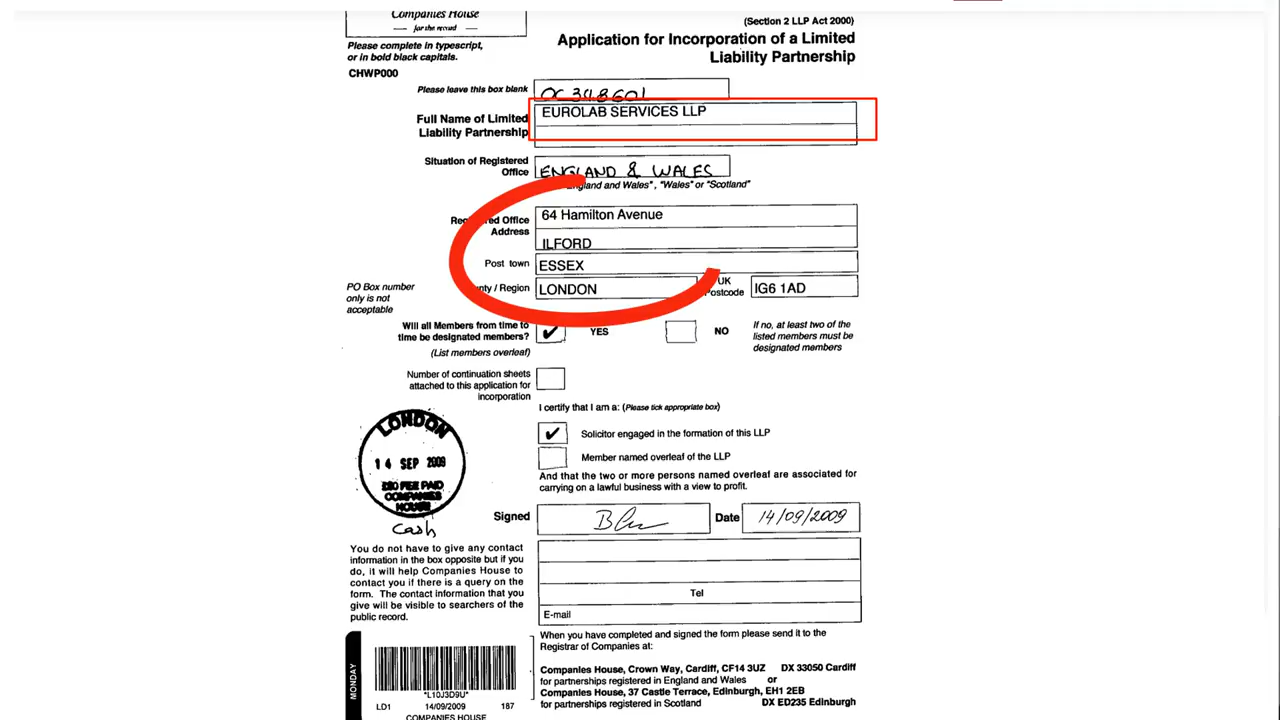 Companies House
— for the record —
(Section 2 LLP Act 2000)
Please complete in typescript,
or in bold black capitals.
Application for Incorporation of a Limited
Liability Partnership
CHWP000
Please leave this box blank
OC 348601
Full Name of Limited
Liability Partnership
EUROLAB SERVICES LLP
Situation of Registered
Office
ENGLAND & WALES
England and Wales", "Wales" or "Scotland"
Registered Office
Address
64 Hamilton Avenue
ILFORD
Post town
ESSEX
County / Region
LONDON
UK
Postcode
IG6 1AD
PO Box number
only is not
acceptable
Will all Members from time to
time be designated members?
(List members overleaf)
✔ YES
NO
If no, at least two of the
listed members must be
designated members
Number of continuation sheets
attached to this application for
incorporation
I certify that I am a: (Please tick appropriate box)
✔ Solicitor engaged in the formation of this LLP
Member named overleaf of the LLP
And that the two or more persons named overleaf are associated for
carrying on a lawful business with a view to profit.
LONDON
14 SEP 2009
PAID
COMPANIES
HOUSE
Cash
Signed
Date
14/09/2009
You do not have to give any contact
information in the box opposite but if you
do, it will help Companies House to
contact you if there is a query on the
form. The contact information that you
give will be visible to searchers of the
public record.
Tel
E-mail
When you have completed and signed the form please send it to the
Registrar of Companies at:
Companies House, Crown Way, Cardiff, CF14 3UZ DX 33050 Cardiff
for partnerships registered in England and Wales or
Companies House, 37 Castle Terrace, Edinburgh, EH1 2EB
for partnerships registered in Scotland DX ED235 Edinburgh
MONDAY
*L10J3D9U*
LD1 14/09/2009 187
COMPANIES HOUSE